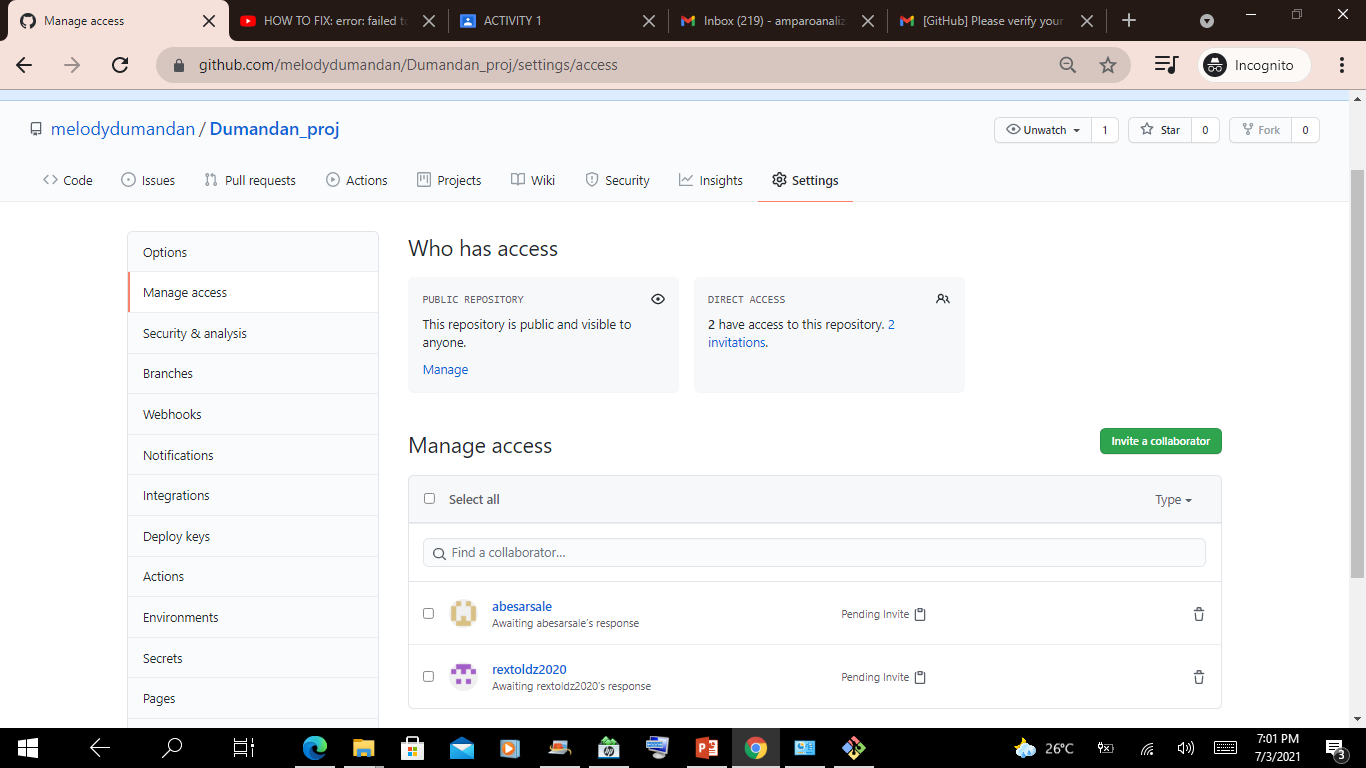 Manage access
HOW TO FIX: error: failed to
ACTIVITY 1
Inbox (219) - amparoanaliz
[GitHub] Please verify your
github.com/melodydumandan/Dumandan_proj/settings/access
Incognito
melodydumandan / Dumandan_proj
Unwatch 1
Star 0
Fork 0
Code
Issues
Pull requests
Actions
Projects
Wiki
Security
Insights
Settings
Options
Manage access
Security & analysis
Branches
Webhooks
Notifications
Integrations
Deploy keys
Actions
Environments
Secrets
Pages
Who has access
PUBLIC REPOSITORY
This repository is public and visible to
anyone.
Manage
DIRECT ACCESS
2 have access to this repository. 2
invitations.
Manage access
Invite a collaborator
Select all
Type
Find a collaborator...
abesarsale
Awaiting abesarsale's response
Pending Invite
rextoldz2020
Awaiting rextoldz2020's response
Pending Invite
26°C
7:01 PM
7/3/2021
3